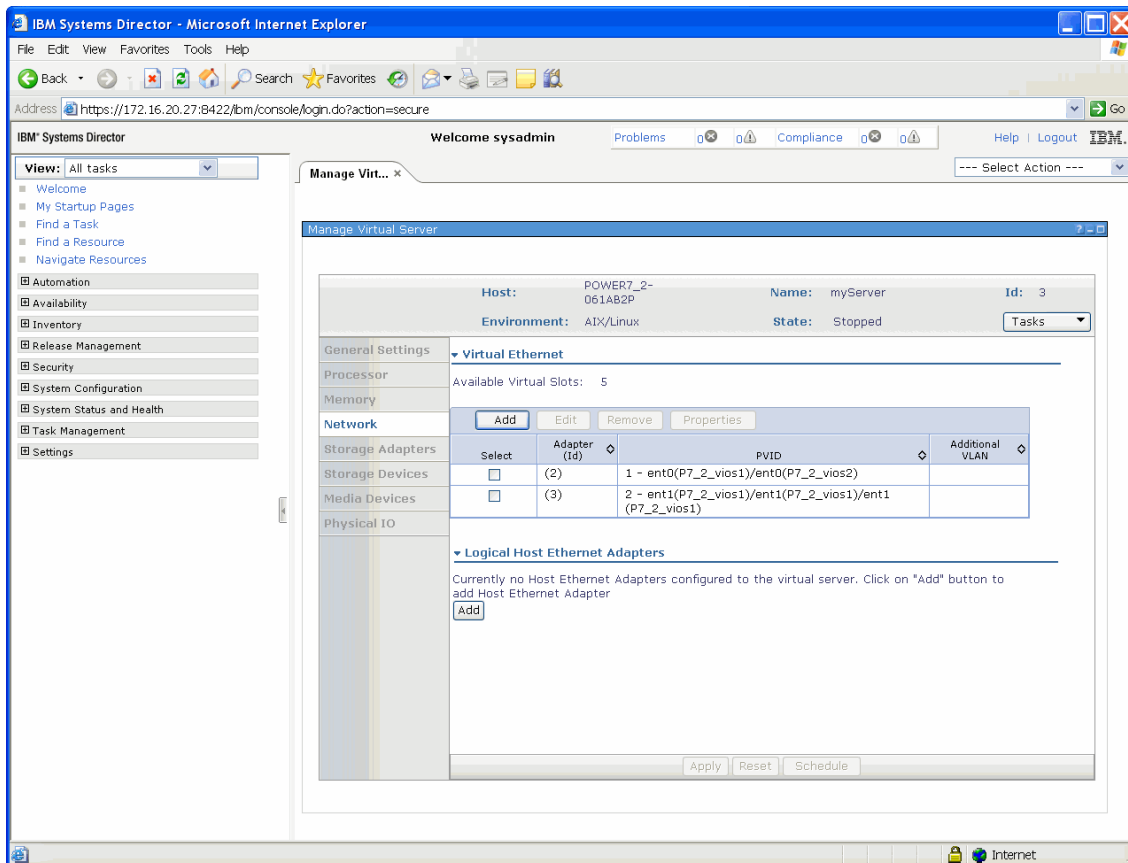 IBM Systems Director - Microsoft Internet Explorer
File Edit View Favorites Tools Help
Back Search Favorites
Address https://172.16.20.27:8422/ibm/console/login.do?action=secure Go
IBM® Systems Director Welcome sysadmin Problems 0 0 Compliance 0 0 Help | Logout IBM.
View: All tasks
Manage Virt... × --- Select Action ---
Welcome
My Startup Pages
Find a Task
Find a Resource
Navigate Resources
Automation
Availability
Inventory
Release Management
Security
System Configuration
System Status and Health
Task Management
Settings
Manage Virtual Server
Host: POWER7_2-
061AB2P
Name: myServer Id: 3
Environment: AIX/Linux State: Stopped Tasks
General Settings
Processor
Memory
Network
Storage Adapters
Storage Devices
Media Devices
Physical IO
Virtual Ethernet
Available Virtual Slots: 5
Add Edit Remove Properties
Select Adapter (Id) PVID Additional VLAN
(2) 1 - ent0(P7_2_vios1)/ent0(P7_2_vios2)
(3) 2 - ent1(P7_2_vios1)/ent1(P7_2_vios1)/ent1
(P7_2_vios1)
Logical Host Ethernet Adapters
Currently no Host Ethernet Adapters configured to the virtual server. Click on "Add" button to
add Host Ethernet Adapter
Add
Apply Reset Schedule
Internet